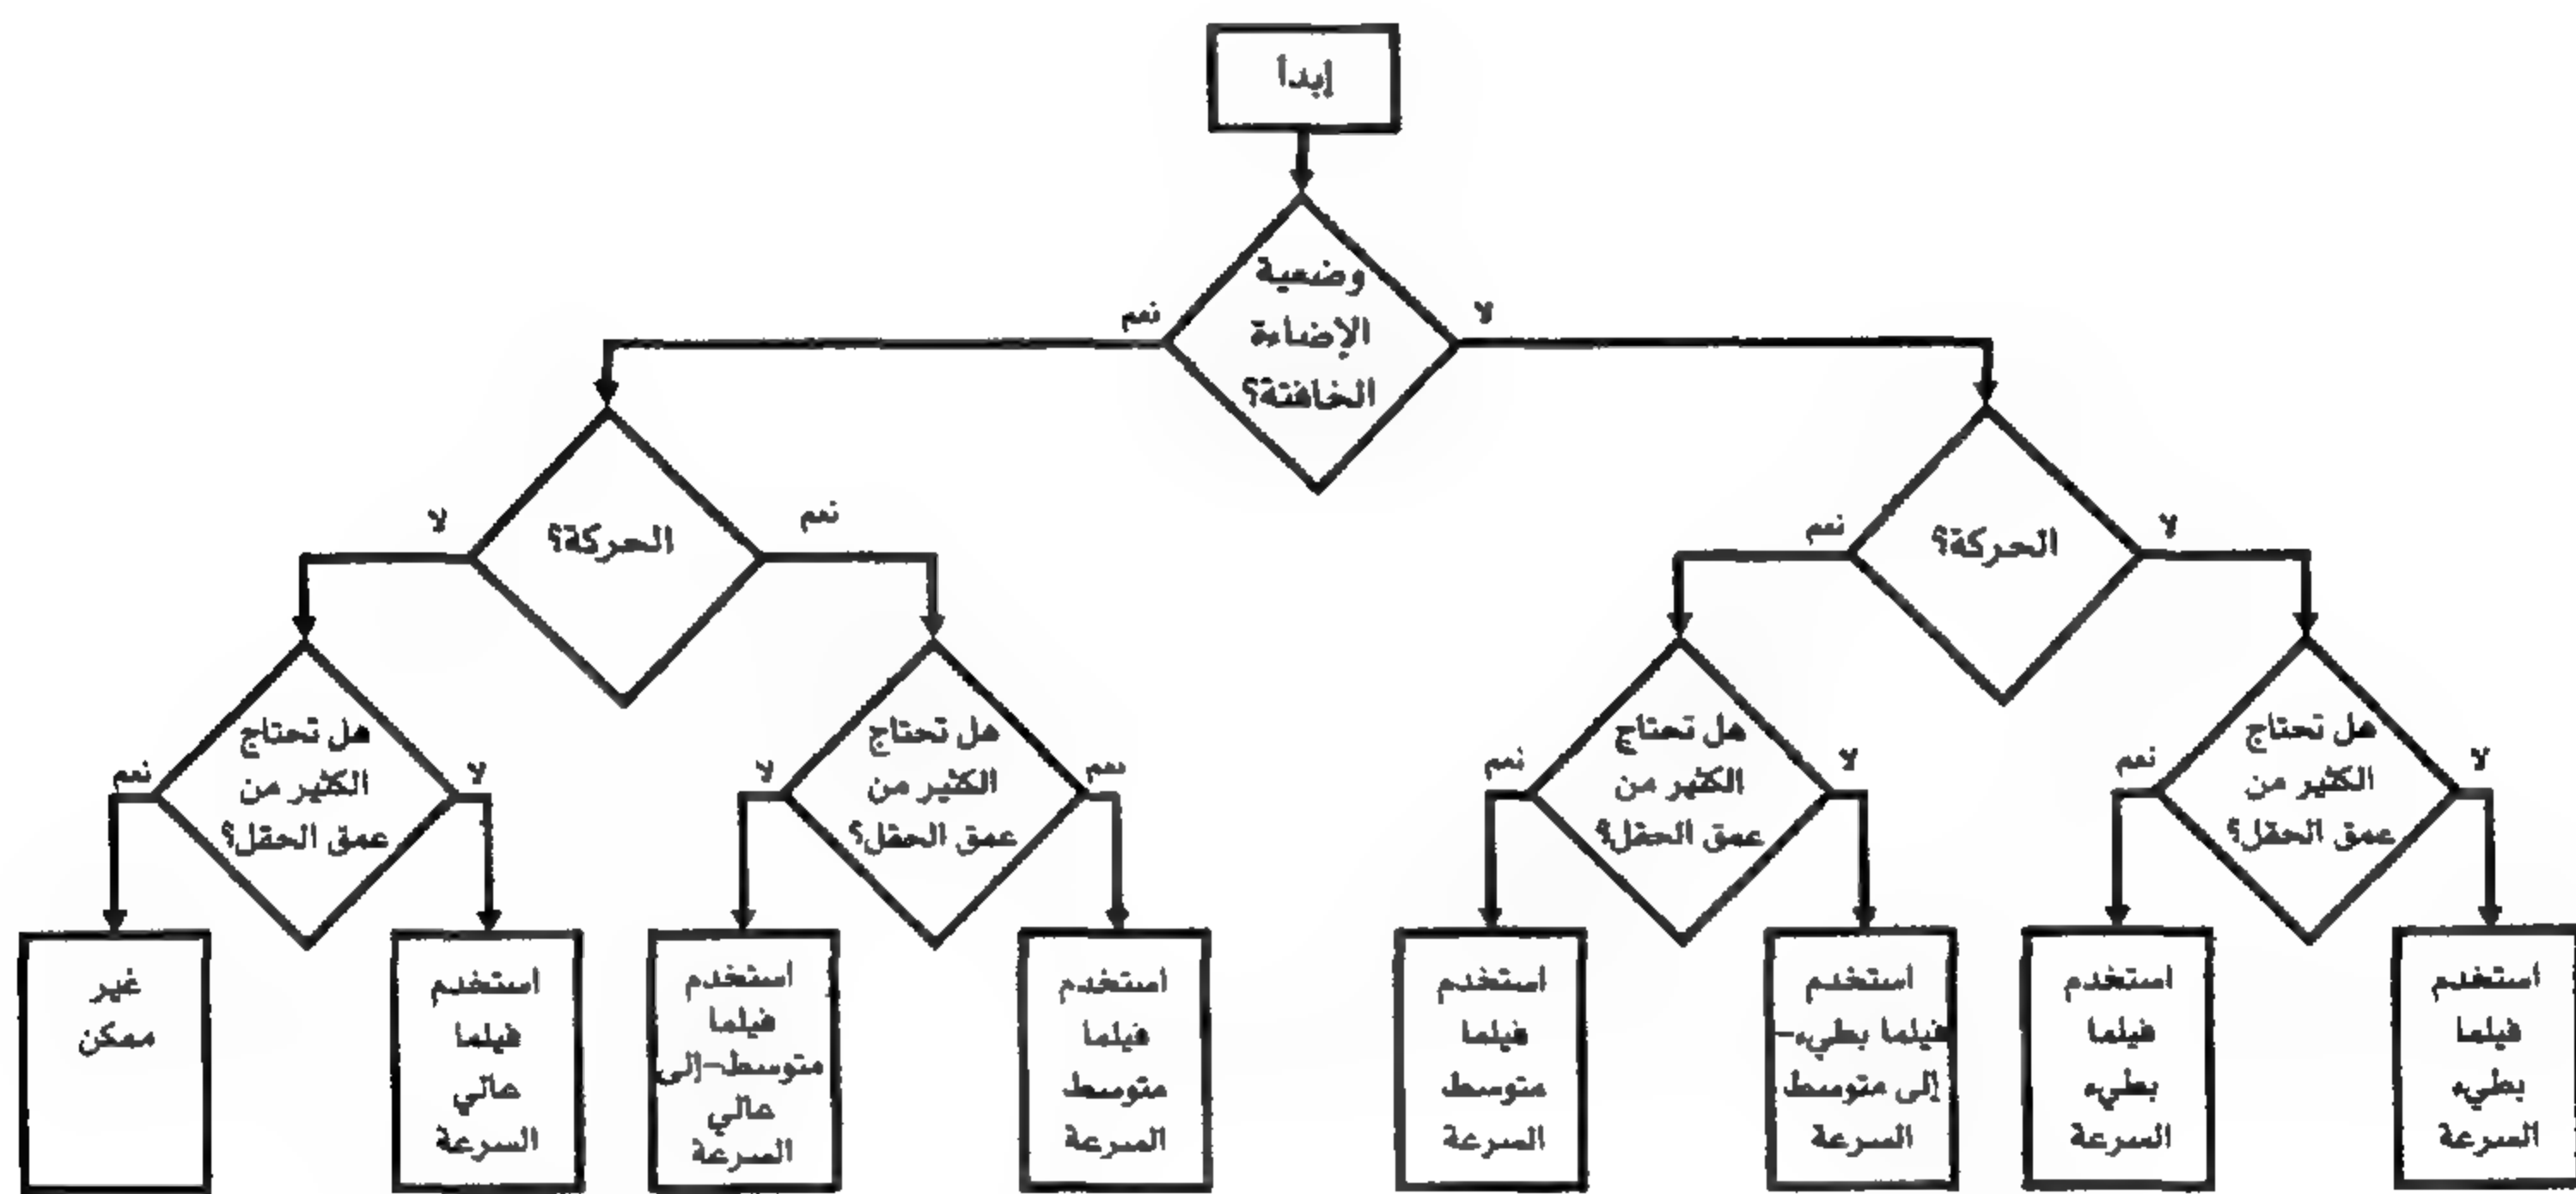 إبدا
وضعية
الإضاءة
الخافتة؟
نعم
لا
الحركة؟
لا
نعم
الحركة؟
نعم
لا
هل تحتاج
الكثير من
عمق الحقل؟
نعم
لا
هل تحتاج
الكثير من
عمق الحقل؟
لا
نعم
هل تحتاج
الكثير من
عمق الحقل؟
نعم
لا
هل تحتاج
الكثير من
عمق الحقل؟
نعم
لا
غير
ممكن
استخدم
فيلما
عالي
السرعة
استخدم
فيلما
متوسط-إلى
عالي
السرعة
استخدم
فيلما
متوسط
السرعة
استخدم
فيلما
متوسط
السرعة
استخدم
فيلما بطيء-
إلى متوسط
السرعة
استخدم
فيلما
بطيء
السرعة
استخدم
فيلما
بطيء
السرعة